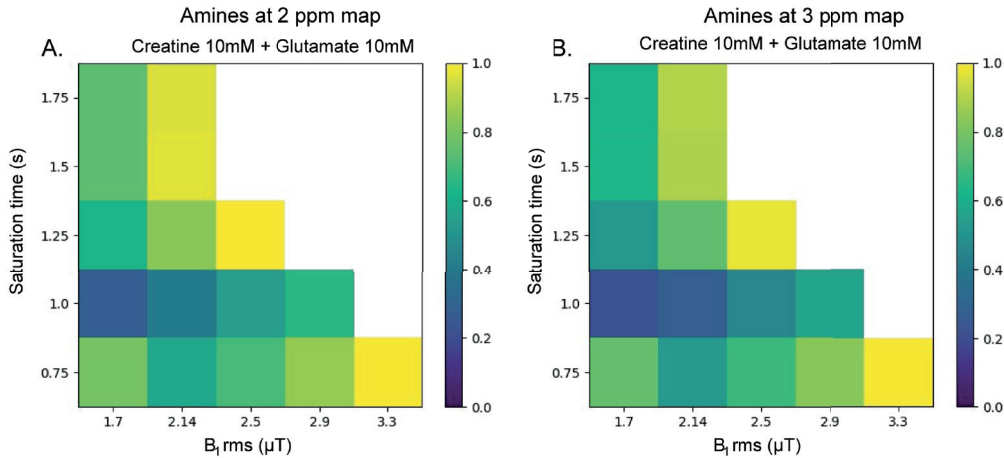 Amines at 2 ppm map
A.
Creatine 10mM + Glutamate 10mM
Saturation time (s)
1.75
1.5
1.25
1.0
0.75
1.7 2.14 2.5 2.9 3.3
B1rms (μT)
1.0
0.8
0.6
0.4
0.2
0.0
Amines at 3 ppm map
B.
Creatine 10mM + Glutamate 10mM
Saturation time (s)
1.75
1.5
1.25
1.0
0.75
1.7 2.14 2.5 2.9 3.3
B1rms (μT)
1.0
0.8
0.6
0.4
0.2
0.0